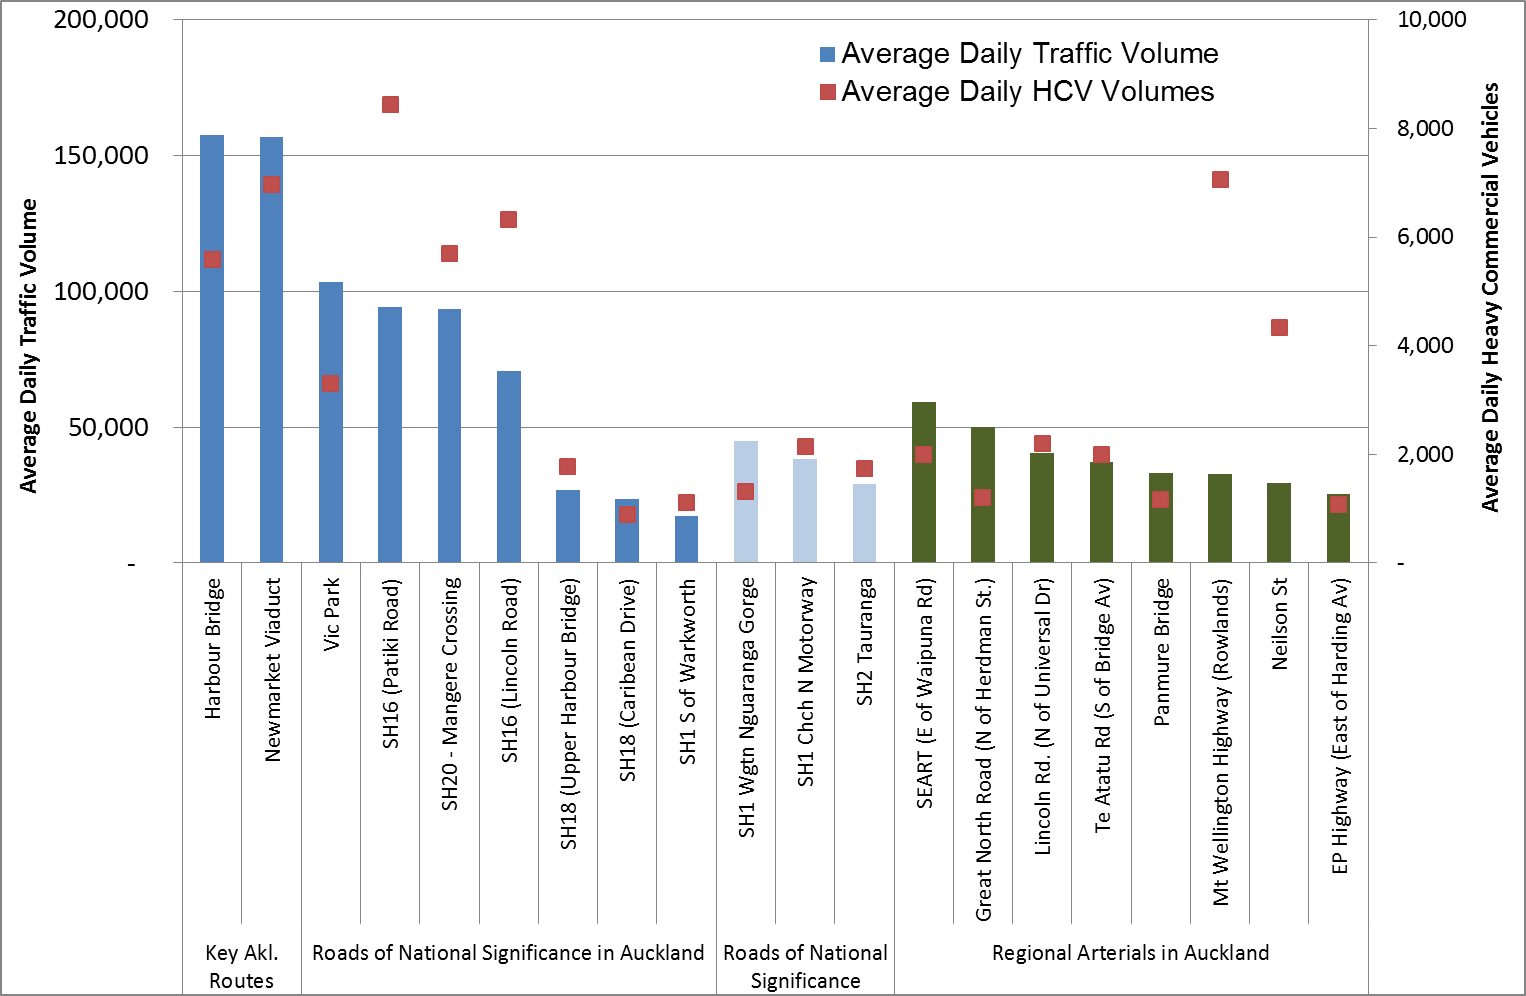 200,000
150,000
100,000
50,000
-
Average Daily Traffic Volume
Average Daily Traffic Volume
Average Daily HCV Volumes
10,000
8,000
6,000
4,000
2,000
-
Average Daily Heavy Commercial Vehicles
Harbour Bridge
Newmarket Viaduct
Vic Park
SH16 (Patiki Road)
SH20 - Mangere Crossing
SH16 (Lincoln Road)
SH18 (Upper Harbour Bridge)
SH18 (Caribean Drive)
SH1 S of Warkworth
SH1 Wgtn Nguaranga Gorge
SH1 Chch N Motorway
SH2 Tauranga
SEART (E of Waipuna Rd)
Great North Road (N of Herdman St.)
Lincoln Rd. (N of Universal Dr)
Te Atatu Rd (S of Bridge Av)
Panmure Bridge
Mt Wellington Highway (Rowlands)
Neilson St
EP Highway (East of Harding Av)
Key Akl.
Routes
Roads of National Significance in Auckland
Roads of National
Significance
Regional Arterials in Auckland